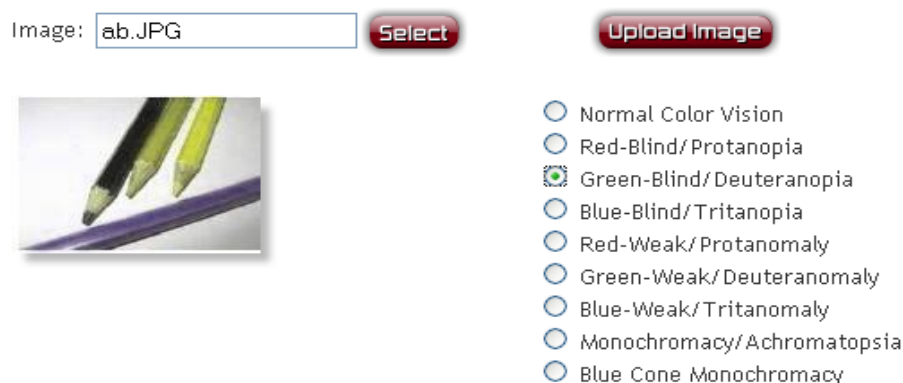 Image: ab.JPG Select Upload Image
Normal Color Vision
Red-Blind/Protanopia
Green-Blind/Deuteranopia
Blue-Blind/Tritanopia
Red-Weak/Protanomaly
Green-Weak/Deuteranomaly
Blue-Weak/Tritanomaly
Monochromacy/Achromatopsia
Blue Cone Monochromacy